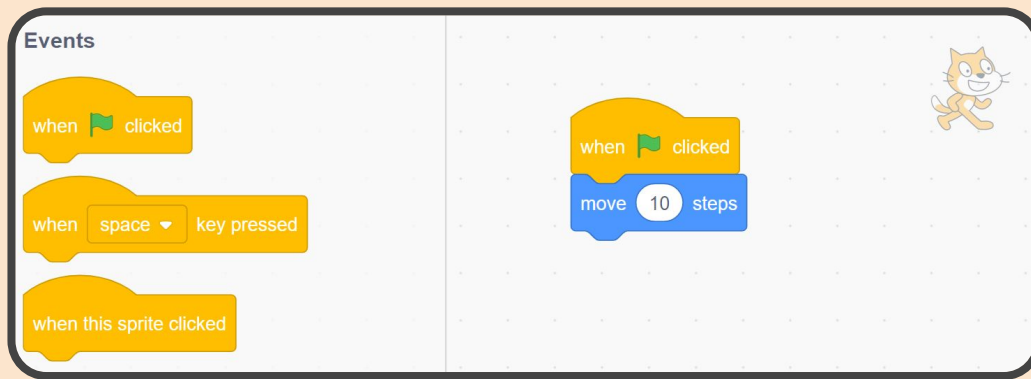 Events
when clicked
when space key pressed
when this sprite clicked
when clicked
move 10 steps